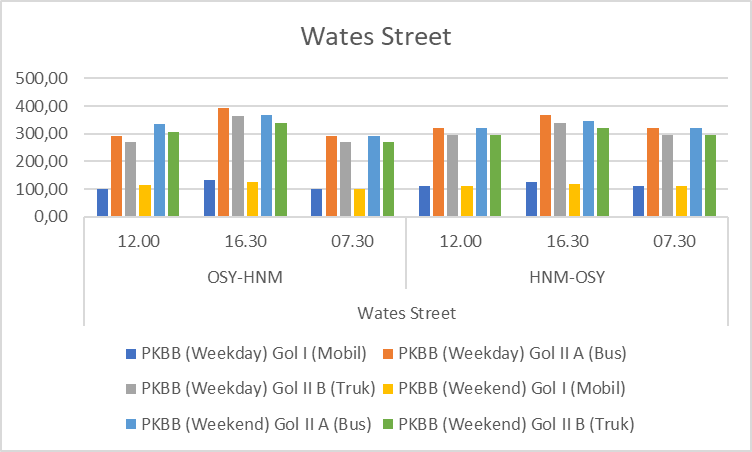 Wates Street
500,00
400,00
300,00
200,00
100,00
0,00
12.00 16.30 07.30 12.00 16.30 07.30
OSY-HNM HNM-OSY
Wates Street
PKBB (Weekday) Gol I (Mobil) PKBB (Weekday) Gol II A (Bus)
PKBB (Weekday) Gol II B (Truk) PKBB (Weekend) Gol I (Mobil)
PKBB (Weekend) Gol II A (Bus) PKBB (Weekend) Gol II B (Truk)